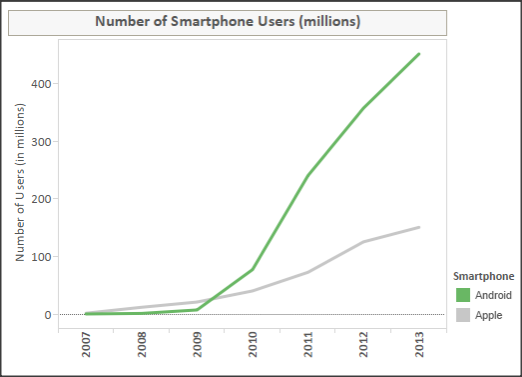 Number of Smartphone Users (millions)
Number of Users (in millions)
400
300
200
100
0
2007
2008
2009
2010
2011
2012
2013
Smartphone
Android
Apple